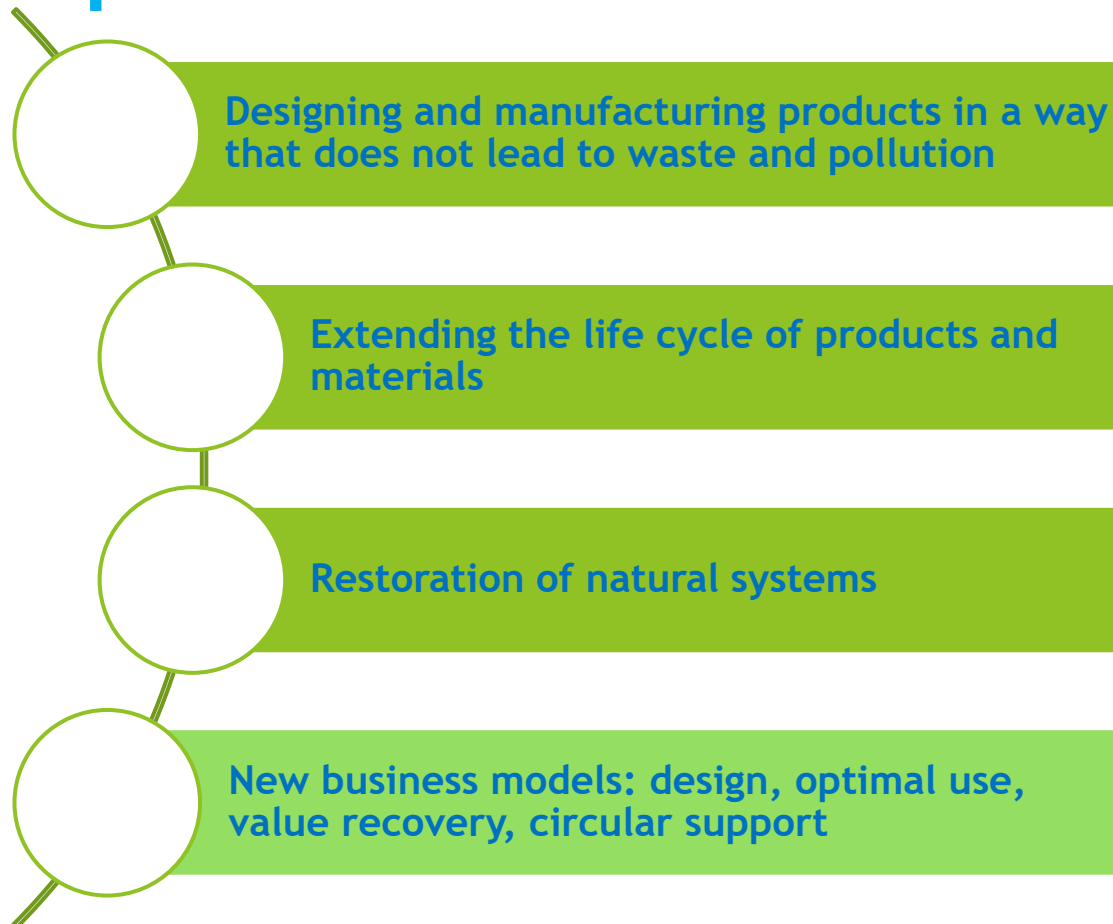 Designing and manufacturing products in a way
that does not lead to waste and pollution
Extending the life cycle of products and
materials
Restoration of natural systems
New business models: design, optimal use,
value recovery, circular support